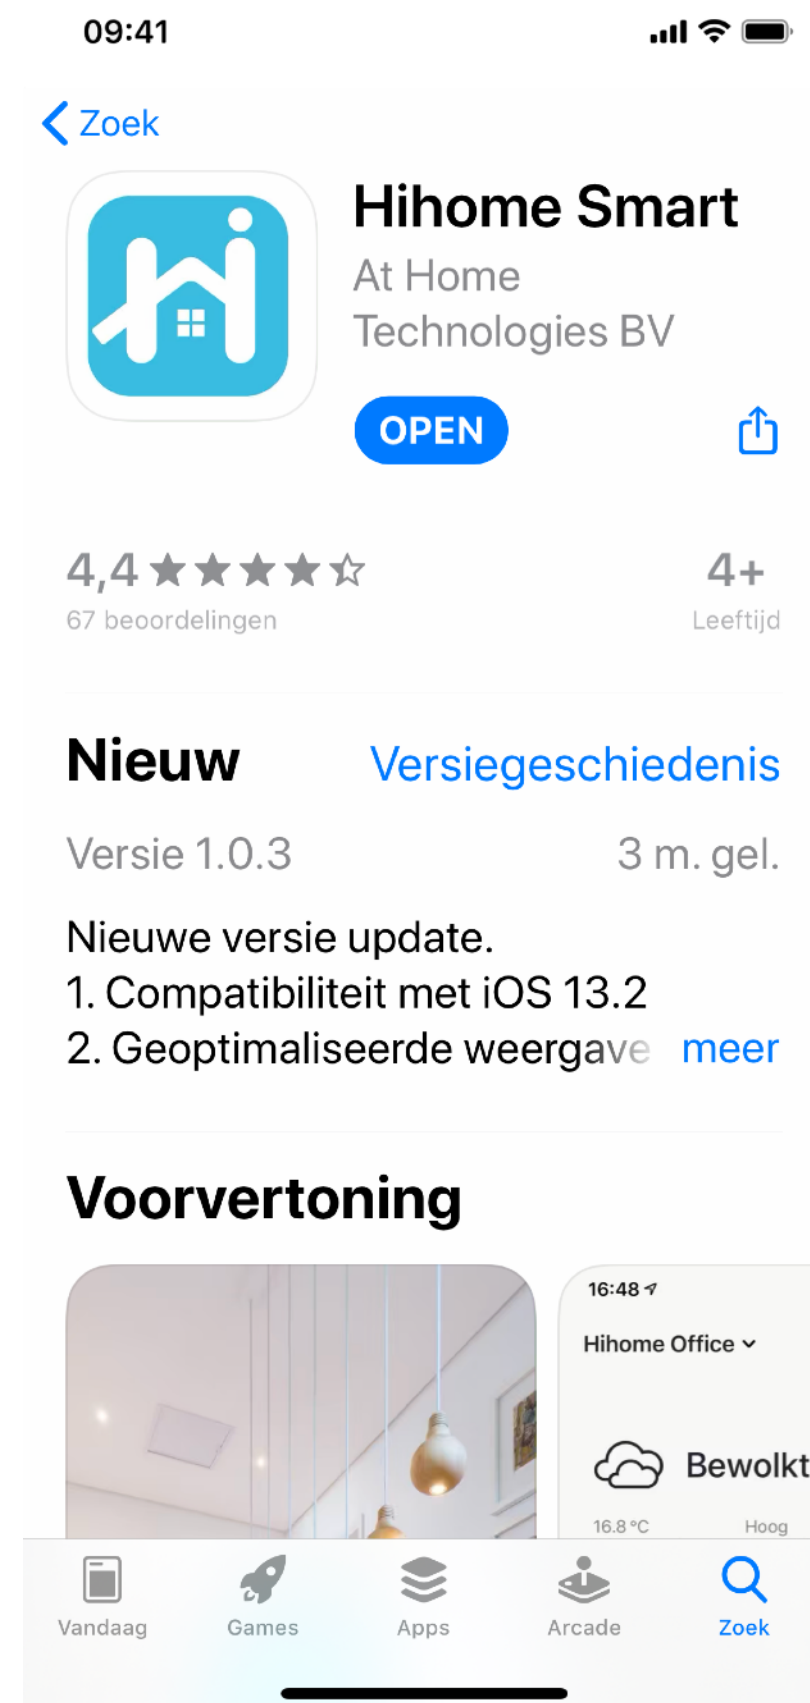 09:41
Zoek
Hihome Smart
At Home
Technologies BV
OPEN
4,4
4+
67 beoordelingen
Leeftijd
Nieuw
Versiegeschiedenis
Versie 1.0.3
3 m. gel.
Nieuwe versie update.
1. Compatibiliteit met iOS 13.2
2. Geoptimaliseerde weergave meer
Voorvertoning
16:48
Hihome Office
Bewolkt
16.8 °C
Hoog
Vandaag
Games
Apps
Arcade
Zoek